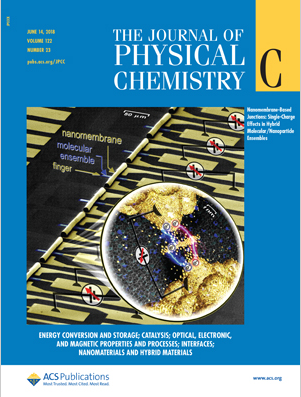 JUNE 14, 2018
VOLUME 122
NUMBER 23
pubs.acs.org/JPCC
THE JOURNAL OF
PHYSICAL
CHEMISTRY
C
Nanomembrane-Based
Junctions: Single-Charge
Effects in Hybrid
Molecular/Nanoparticle
Ensembles
nanomembrane
molecular
ensemble
finger
ENERGY CONVERSION AND STORAGE; CATALYSIS; OPTICAL, ELECTRONIC,
AND MAGNETIC PROPERTIES AND PROCESSES; INTERFACES;
NANOMATERIALS AND HYBRID MATERIALS
ACS Publications
Most Trusted. Most Cited. Most Read.
www.acs.org